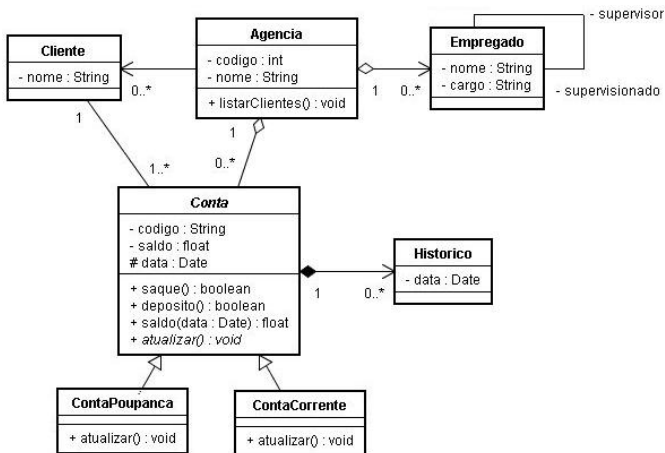 - supervisor
Cliente
- nome : String
Agencia
- codigo : int
- nome : String
+ listarClientes() : void
Empregado
- nome : String
- cargo : String
- supervisionado
0..*
1
0..*
1
1
1..*
0..*
Conta
- codigo : String
- saldo : float
# data : Date
+ saque() : boolean
+ deposito() : boolean
+ saldo(data : Date) : float
+ atualizar() : void
1
0..*
Historico
- data : Date
ContaPoupanca
+ atualizar() : void
ContaCorrente
+ atualizar() : void